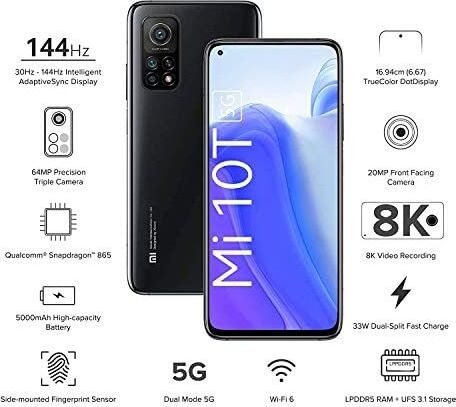 144Hz
30Hz - 144Hz Intelligent
AdaptiveSync Display
64MP Precision
Triple Camera
Qualcomm® Snapdragon™ 865
5000mAh High-capacity
Battery
Side-mounted Fingerprint Sensor
mi
Mi 10T 5G
5G
Dual Mode 5G
Wi-Fi 6
16.94cm (6.67)
TrueColor DotDisplay
20MP Front Facing
Camera
8K
8K Video Recording
33W Dual-Split Fast Charge
LPPDDR5
LPDDR5 RAM + UFS 3.1 Storage